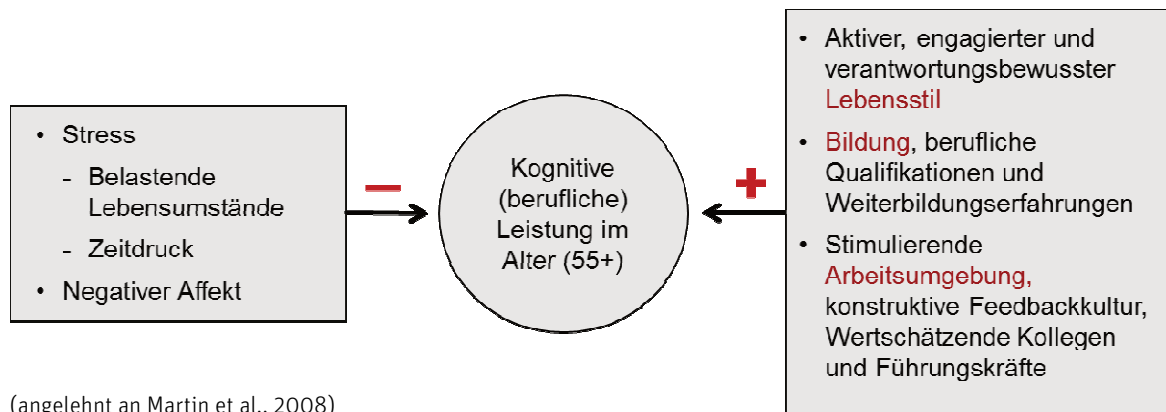 • Stress
- Belastende
Lebensumstände
- Zeitdruck
• Negativer Affekt
−
Kognitive
(berufliche)
Leistung im
Alter (55+)
+
• Aktiver, engagierter und
verantwortungsbewusster
Lebensstil
• Bildung, berufliche
Qualifikationen und
Weiterbildungserfahrungen
• Stimulierende
Arbeitsumgebung,
konstruktive Feedbackkultur,
Wertschätzende Kollegen
und Führungskräfte
(angelehnt an Martin et al., 2008)